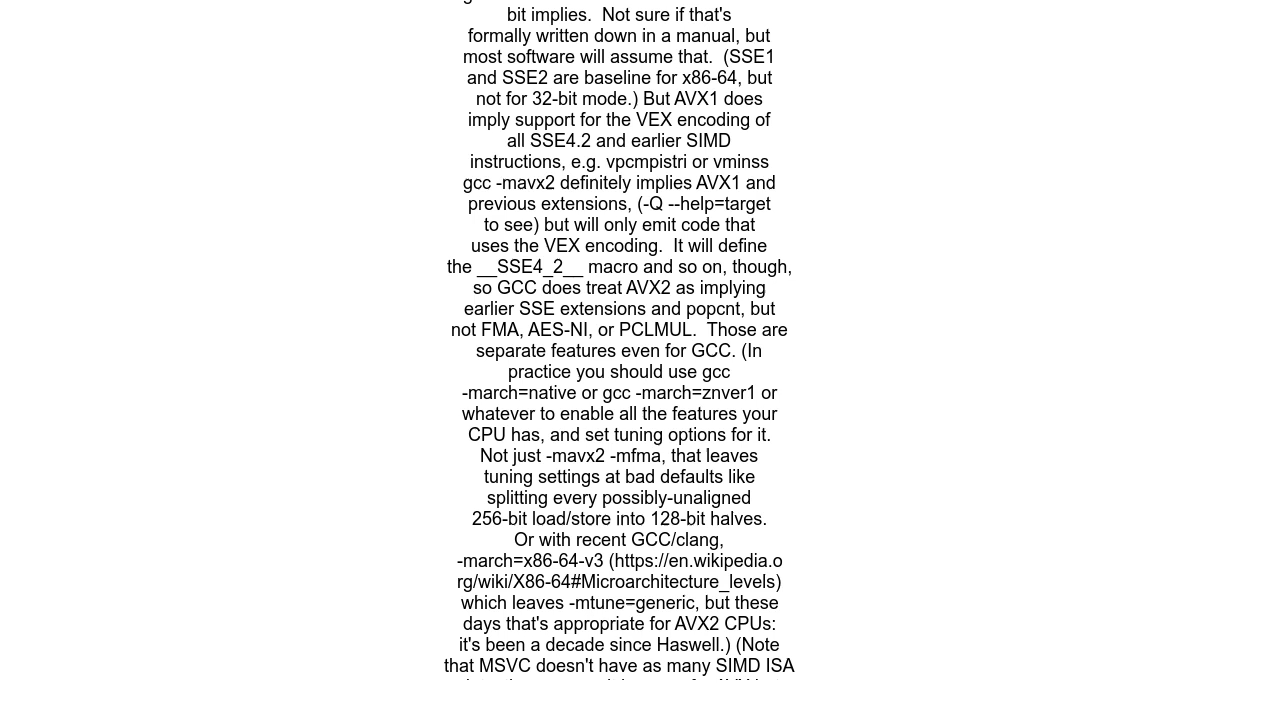 bit implies.  Not sure if that's
formally written down in a manual, but
most software will assume that.  (SSE1
and SSE2 are baseline for x86-64, but
not for 32-bit mode.) But AVX1 does
imply support for the VEX encoding of
all SSE4.2 and earlier SIMD
instructions, e.g. vpcmpistri or vminss
gcc -mavx2 definitely implies AVX1 and
previous extensions, (-Q --help=target
to see) but will only emit code that
uses the VEX encoding.  It will define
the __SSE4_2__ macro and so on, though,
so GCC does treat AVX2 as implying
earlier SSE extensions and popcnt, but
not FMA, AES-NI, or PCLMUL.  Those are
separate features even for GCC. (In
practice you should use gcc
-march=native or gcc -march=znver1 or
whatever to enable all the features your
CPU has, and set tuning options for it.
Not just -mavx2 -mfma, that leaves
tuning settings at bad defaults like
splitting every possibly-unaligned
256-bit load/store into 128-bit halves.
Or with recent GCC/clang,
-march=x86-64-v3 (https://en.wikipedia.o
rg/wiki/X86-64#Microarchitecture_levels)
which leaves -mtune=generic, but these
days that's appropriate for AVX2 CPUs:
it's been a decade since Haswell.) (Note
that MSVC doesn't have as many SIMD ISA